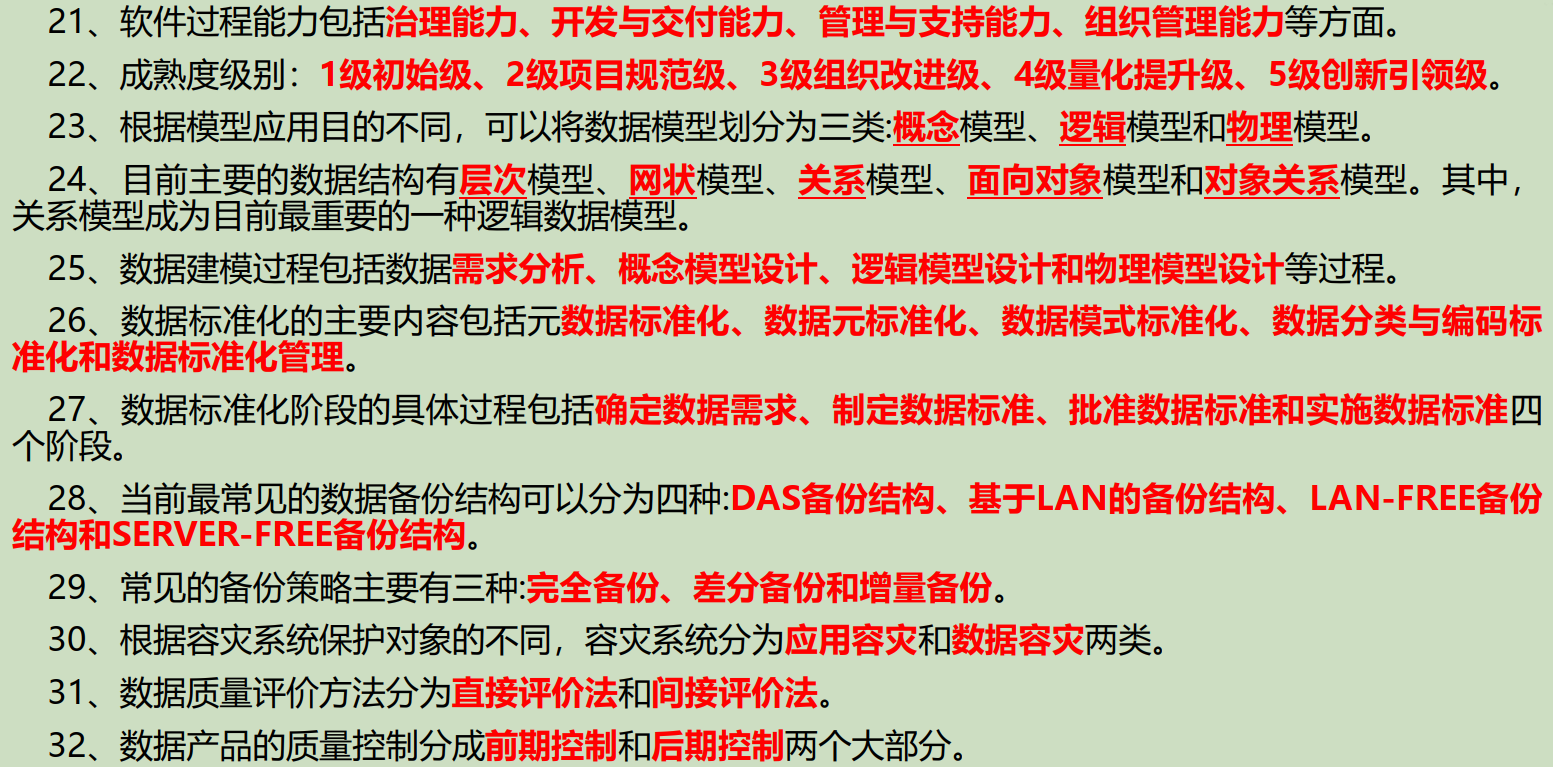 21、软件过程能力包括治理能力、开发与交付能力、管理与支持能力、组织管理能力等方面。
22、成熟度级别：1级初始级、2级项目规范级、3级组织改进级、4级量化提升级、5级创新引领级。
23、根据模型应用目的不同，可以将数据模型划分为三类:概念模型、逻辑模型和物理模型。
24、目前主要的数据结构有层次模型、网状模型、关系模型、面向对象模型和对象关系模型。其中，
关系模型成为目前最重要的一种逻辑数据模型。
25、数据建模过程包括数据需求分析、概念模型设计、逻辑模型设计和物理模型设计等过程。
26、数据标准化的主要内容包括元数据标准化、数据元标准化、数据模式标准化、数据分类与编码标
准化和数据标准化管理。
27、数据标准化阶段的具体过程包括确定数据需求、制定数据标准、批准数据标准和实施数据标准四
个阶段。
28、当前最常见的数据备份结构可以分为四种:DAS备份结构、基于LAN的备份结构、LAN-FREE备份
结构和SERVER-FREE备份结构。
29、常见的备份策略主要有三种:完全备份、差分备份和增量备份。
30、根据容灾系统保护对象的不同，容灾系统分为应用容灾和数据容灾两类。
31、数据质量评价方法分为直接评价法和间接评价法。
32、数据产品的质量控制分成前期控制和后期控制两个大部分。